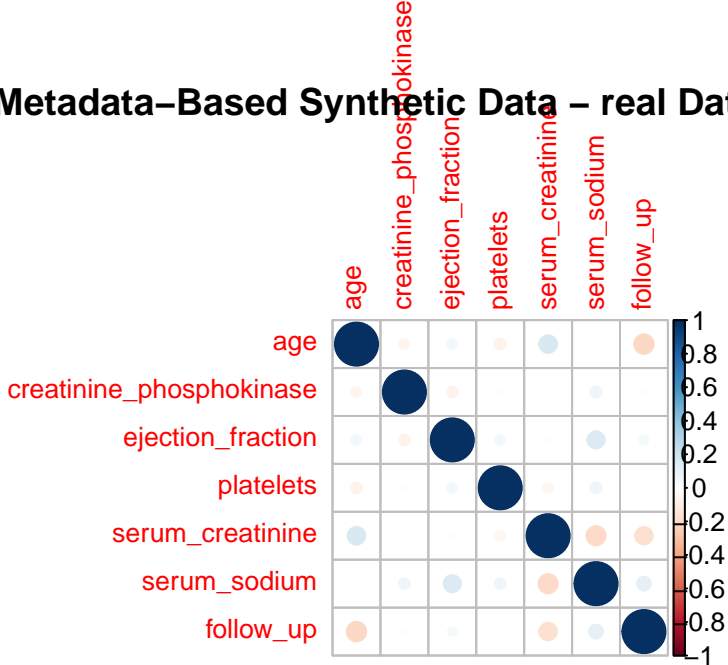 Metadata–Based Synthetic Data – real Dat
age
creatinine_phosphokinase
ejection_fraction
platelets
serum_creatinine
serum_sodium
follow_up
age
creatinine_phosphokinase
ejection_fraction
platelets
serum_creatinine
serum_sodium
follow_up
1
0.8
0.6
0.4
0.2
0
-0.2
-0.4
-0.6
-0.8
–1